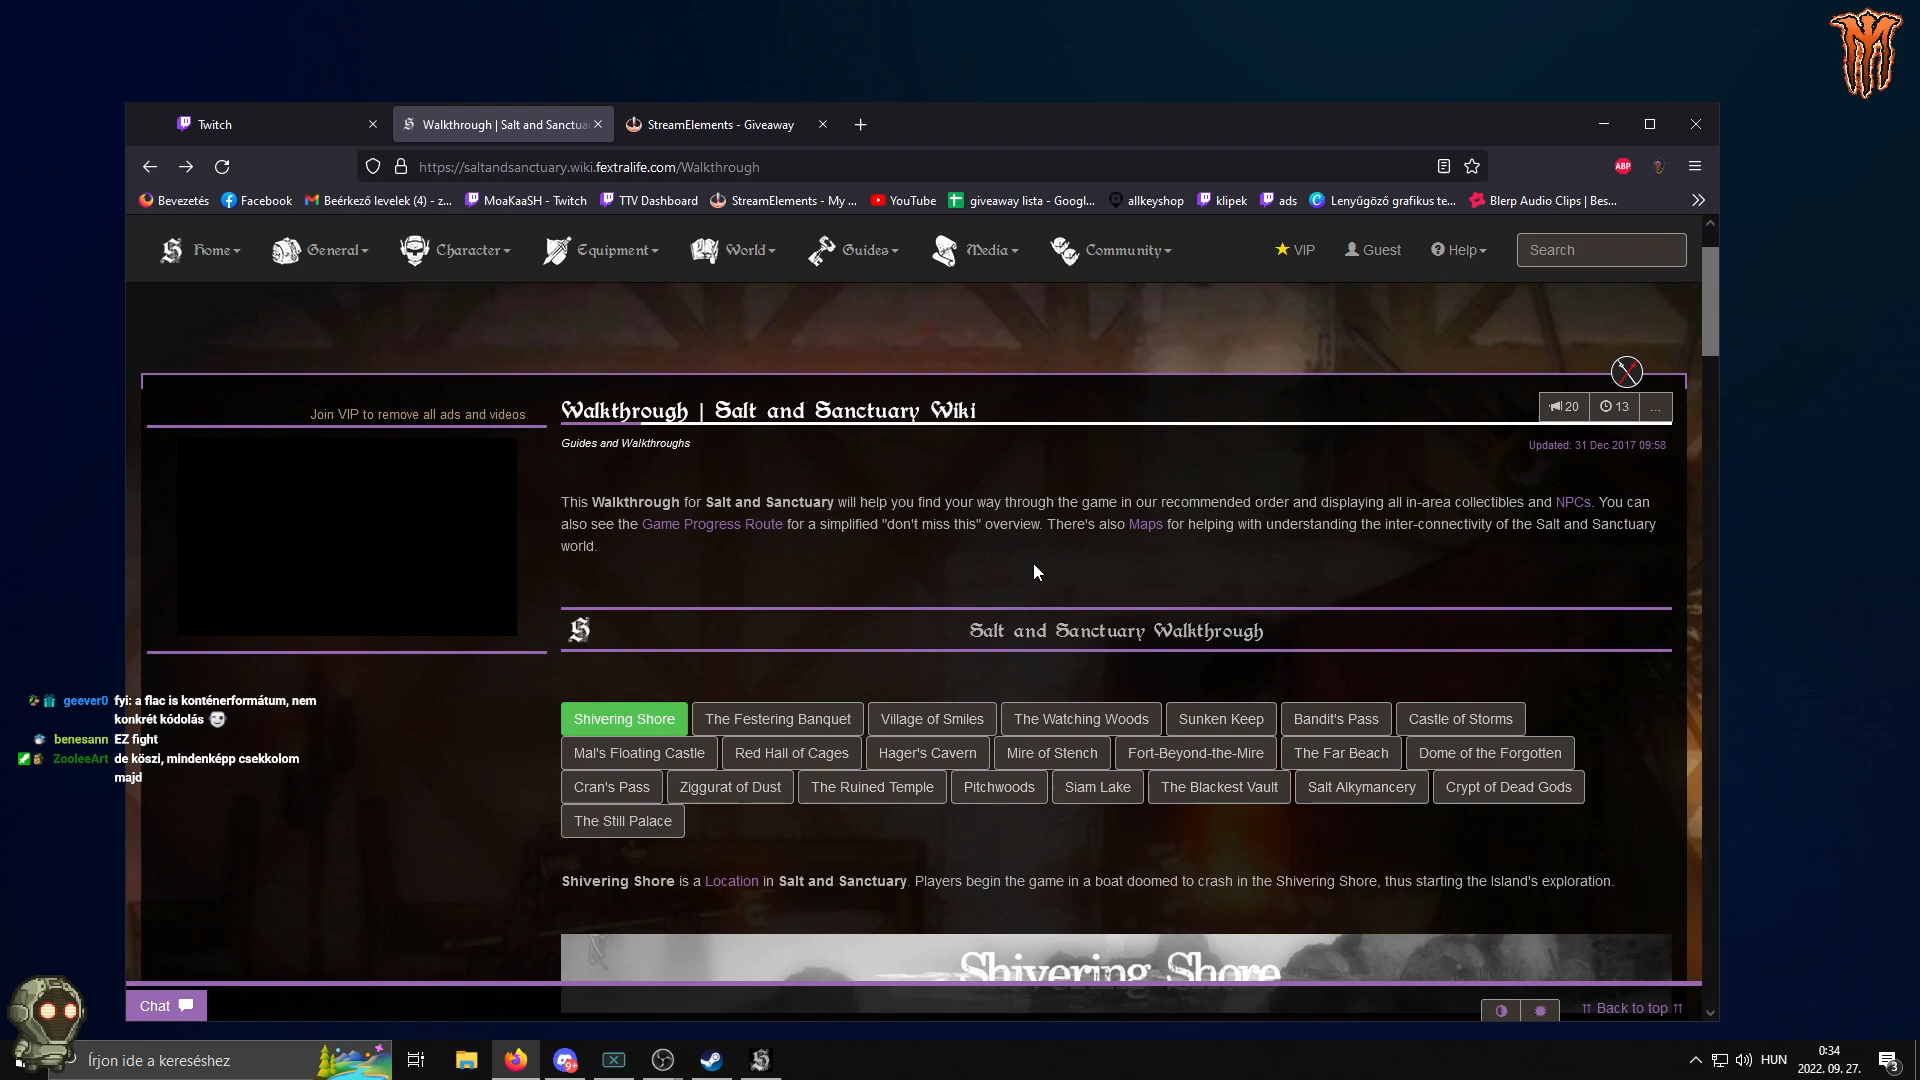 Twitch
Walkthrough | Salt and Sanctua
StreamElements - Giveaway
https://saltandsanctuary.wiki.fextralife.com/Walkthrough
ABP
Bevezetés
Facebook
Beérkező levelek (4) - z...
MoaKaaSH - Twitch
TTV Dashboard
StreamElements - My ...
YouTube
giveaway lista - Googl...
allkeyshop
klipek
ads
Lenyűgöző grafikus te...
Blerp Audio Clips | Bes...
Home
General
Character
Equipment
World
Guides
Media
Community
VIP
Guest
Help
Search
Join VIP to remove all ads and videos
Walkthrough | Salt and Sanctuary Wiki
20
13
...
Guides and Walkthroughs
Updated: 31 Dec 2017 09:58
This Walkthrough for Salt and Sanctuary will help you find your way through the game in our recommended order and displaying all in-area collectibles and NPCs. You can
also see the Game Progress Route for a simplified "don't miss this" overview. There's also Maps for helping with understanding the inter-connectivity of the Salt and Sanctuary
world.
Salt and Sanctuary Walkthrough
Shivering Shore
The Festering Banquet
Village of Smiles
The Watching Woods
Sunken Keep
Bandit's Pass
Castle of Storms
Mal's Floating Castle
Red Hall of Cages
Hager's Cavern
Mire of Stench
Fort-Beyond-the-Mire
The Far Beach
Dome of the Forgotten
Cran's Pass
Ziggurat of Dust
The Ruined Temple
Pitchwoods
Siam Lake
The Blackest Vault
Salt Alkymancery
Crypt of Dead Gods
The Still Palace
Shivering Shore is a Location in Salt and Sanctuary. Players begin the game in a boat doomed to crash in the Shivering Shore, thus starting the Island's exploration.
Shivering Shore
geever0 fyi: a flac is konténerformátum, nem
konkrét kódolás
benesann EZ fight
ZooleeArt de köszi, mindenképp csekkolom
majd
Chat
Back to top
Írjon ide a kereséshez
9+
HUN
0:34
2022. 09. 27.
3